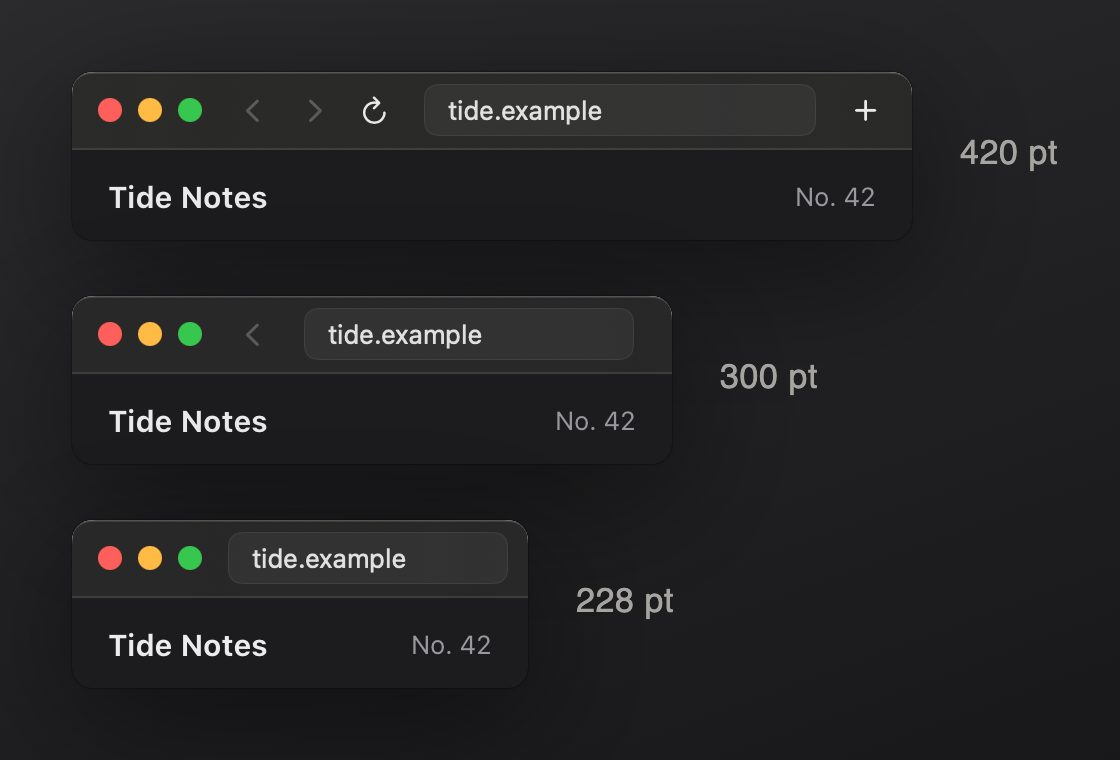 tide.example
420 pt
Tide Notes
No. 42
tide.example
300 pt
Tide Notes
No. 42
tide.example
228 pt
Tide Notes
No. 42